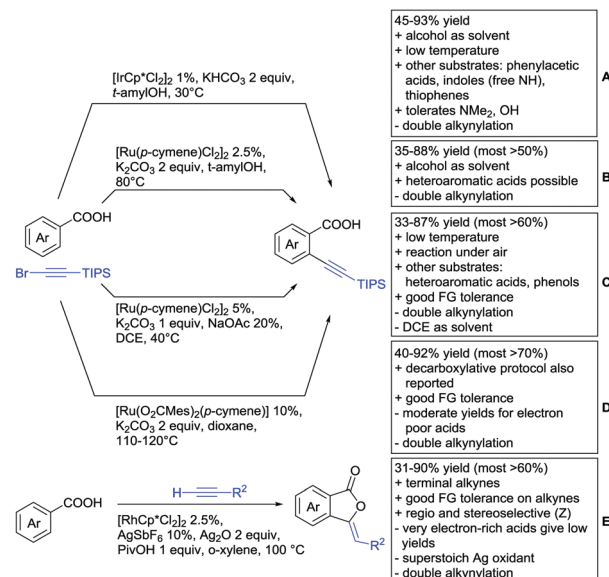 [IrCp*Cl2]2 1%, KHCO3 2 equiv,
t-amylOH, 30°C
[Ru(p-cymene)Cl2]2 2.5%,
K2CO3 2 equiv, t-amylOH,
80°C
COOH
Ar
Br
TIPS
COOH
Ar
TIPS
[Ru(p-cymene)Cl2]2 5%,
K2CO3 1 equiv, NaOAc 20%,
DCE, 40°C
[Ru(O2CMes)2(p-cymene)] 10%,
K2CO3 2 equiv, dioxane,
110-120°C
COOH
Ar
H
R2
[RhCp*Cl2]2 2.5%,
AgSbF6 10%, Ag2O 2 equiv,
PivOH 1 equiv, o-xylene, 100 °C
O
Ar
O
R2
45-93% yield
+ alcohol as solvent
+ low temperature
+ other substrates: phenylacetic
acids, indoles (free NH),
thiophenes
+ tolerates NMe2, OH
- double alkynylation
A
35-88% yield (most >50%)
+ alcohol as solvent
+ heteroaromatic acids possible
- double alkynylation
B
33-87% yield (most >60%)
+ low temperature
+ reaction under air
+ other substrates:
heteroaromatic acids, phenols
+ good FG tolerance
- double alkynylation
- DCE as solvent
C
40-92% yield (most >70%)
+ decarboxylative protocol also
reported
+ good FG tolerance
- moderate yields for electron
poor acids
- double alkynylation
D
31-90% yield (most >60%)
+ terminal alkynes
+ good FG tolerance on alkynes
+ regio and stereoselective (Z)
- very electron-rich acids give low
yields
- superstoich Ag oxidant
- double alkynylation
E